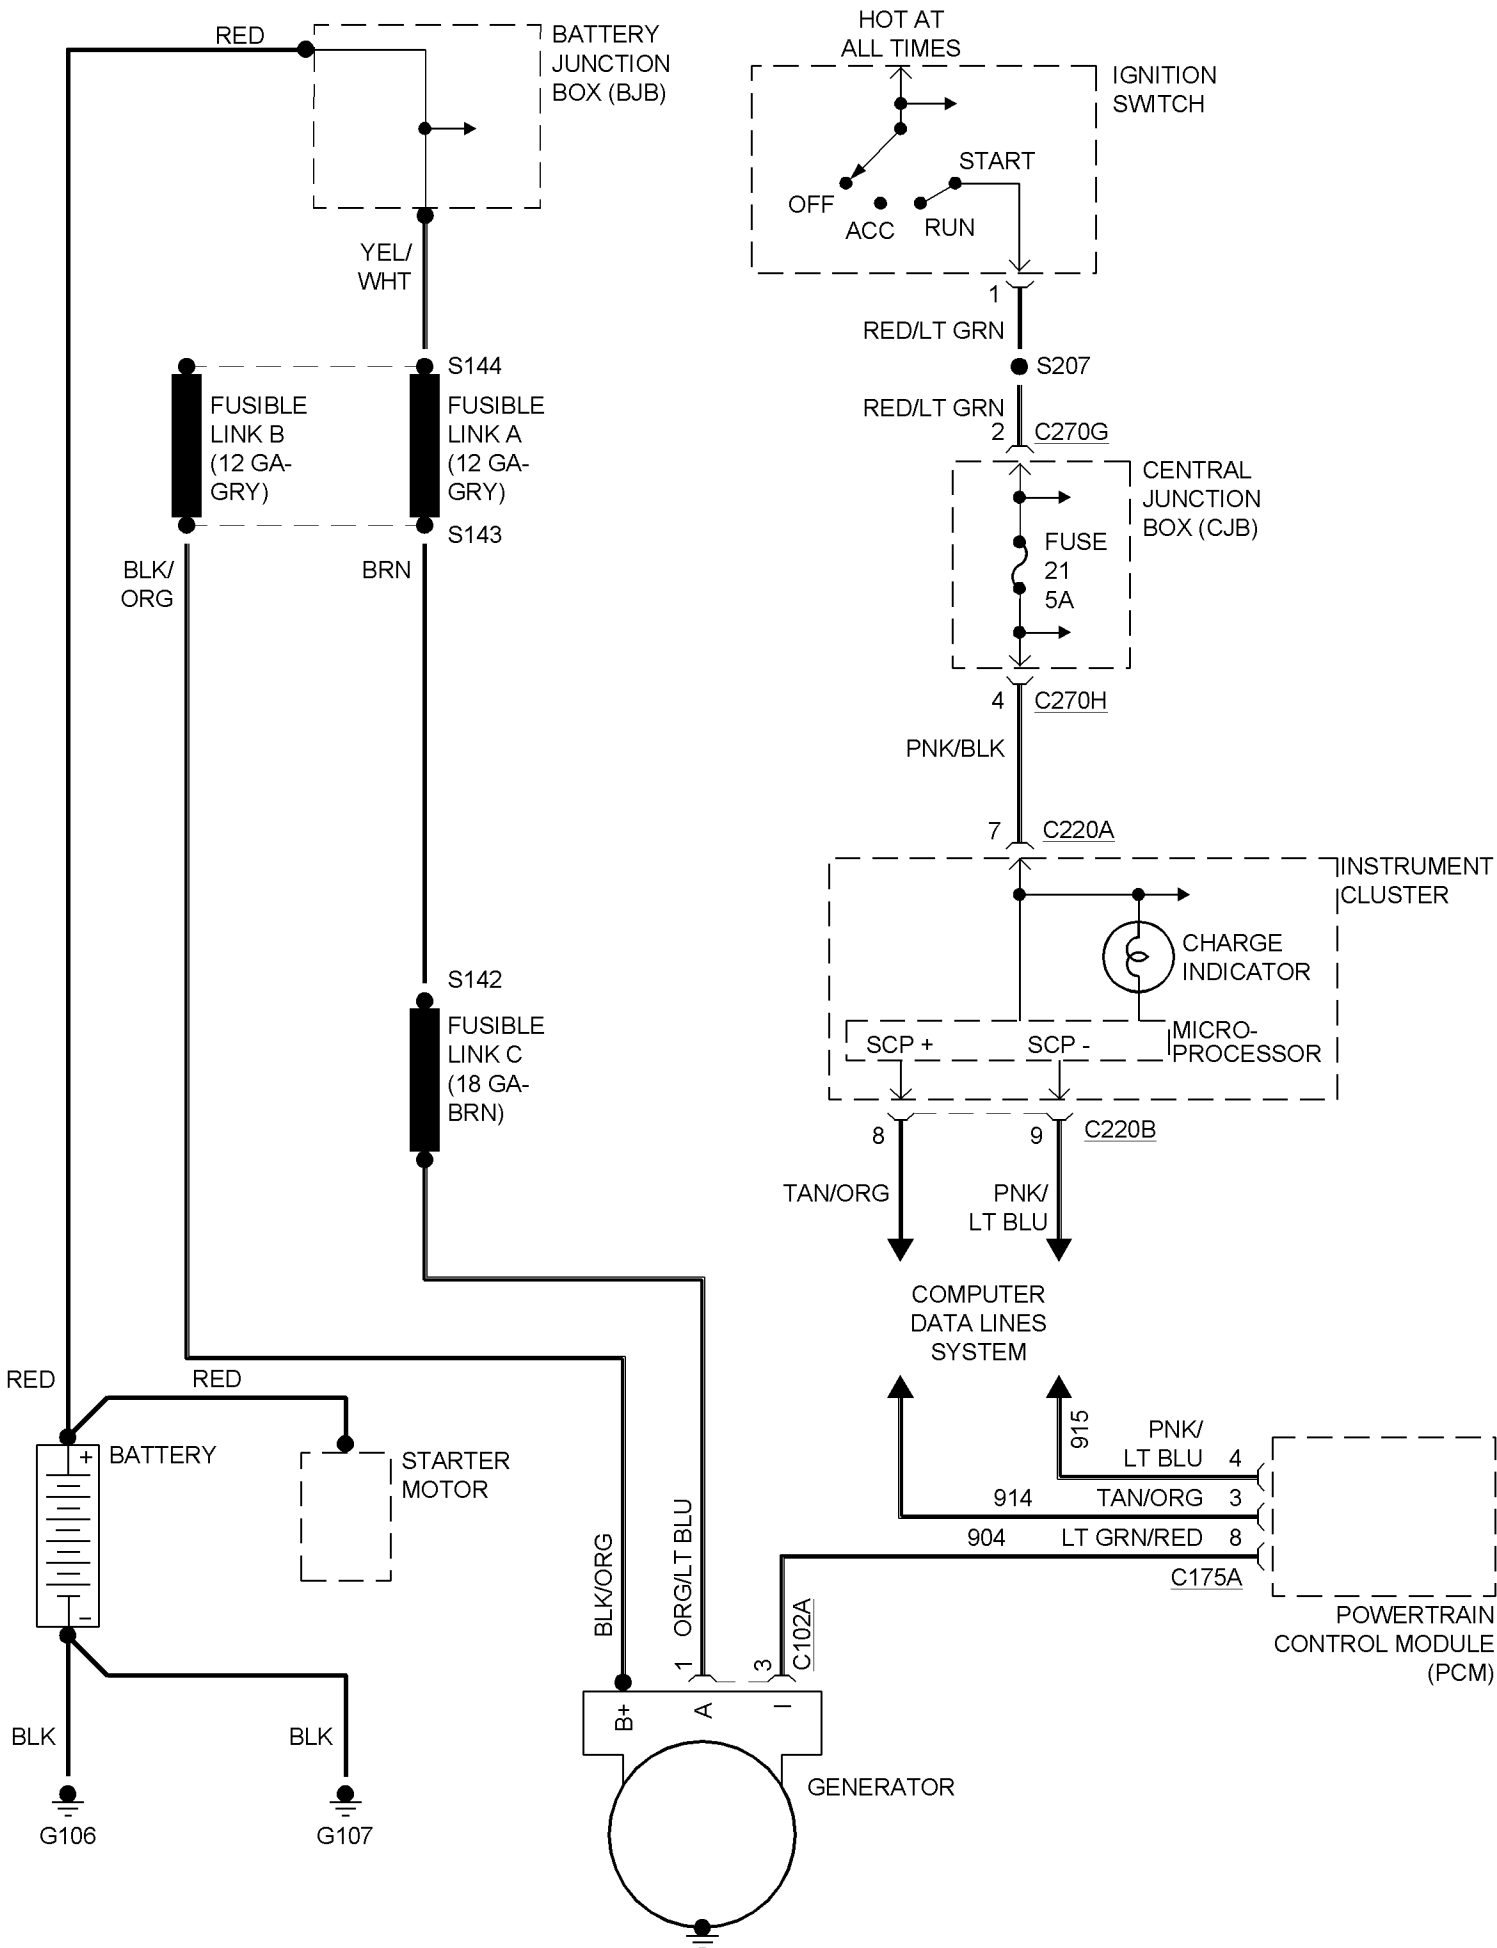 RED
BATTERY
JUNCTION
BOX (BJB)
YEL/
WHT
S144
FUSIBLE
LINK B
(12 GA-
GRY)
FUSIBLE
LINK A
(12 GA-
GRY)
S143
BLK/
ORG
BRN
S142
FUSIBLE
LINK C
(18 GA-
BRN)
RED
RED
+
BATTERY
-
STARTER
MOTOR
BLK
BLK
G106
G107
HOT AT
ALL TIMES
IGNITION
SWITCH
START
OFF
ACC
RUN
1
RED/LT GRN
S207
RED/LT GRN
2
C270G
CENTRAL
JUNCTION
BOX (CJB)
FUSE
21
5A
4
C270H
PNK/BLK
7
C220A
INSTRUMENT
CLUSTER
CHARGE
INDICATOR
SCP +
SCP -
MICRO-
PROCESSOR
8
9
C220B
TAN/ORG
PNK/
LT BLU
COMPUTER
DATA LINES
SYSTEM
915
PNK/
LT BLU
4
914
TAN/ORG
3
904
LT GRN/RED
8
C175A
POWERTRAIN
CONTROL MODULE
(PCM)
BLK/ORG
1
ORG/LT BLU
3
C102A
B+
A
I
GENERATOR